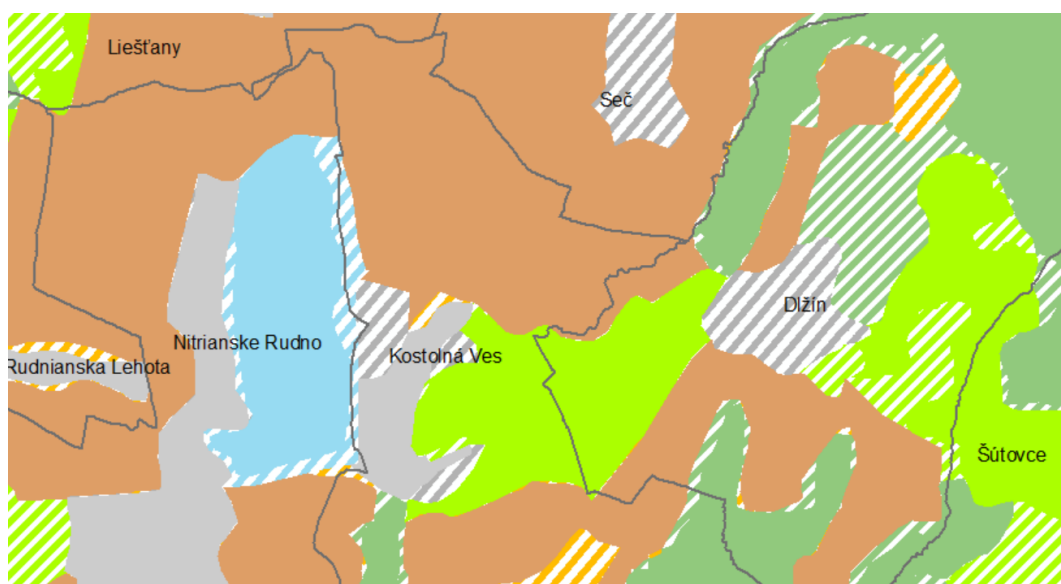 Liešťany
Seč
Dlžín
Nitrianske Rudno
Kostolná Ves
Rudnianska Lehota
Šútovce